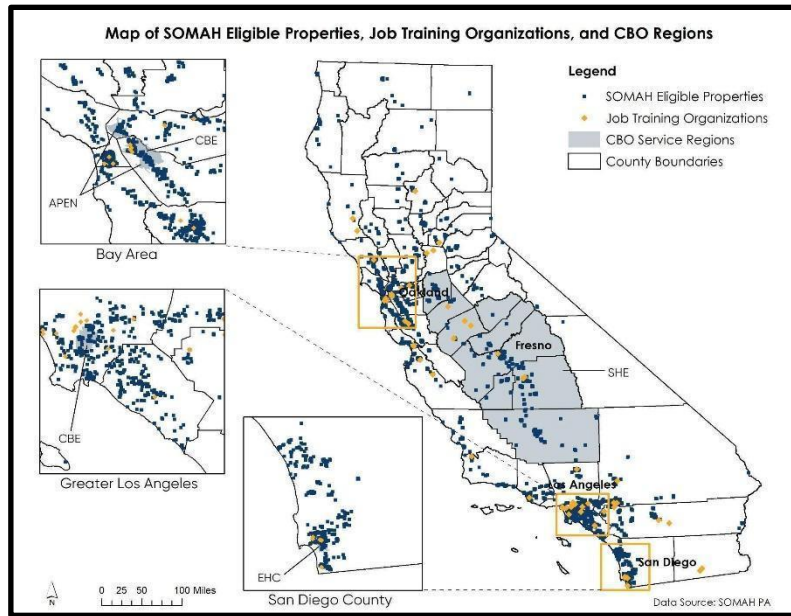 Map of SOMAH Eligible Properties, Job Training Organizations, and CBO Regions
Legend
SOMAH Eligible Properties
Job Training Organizations
CBO Service Regions
County Boundaries
CBE
APEN
Bay Area
Oakland
Fresno
SHE
CBE
Greater Los Angeles
Los Angeles
San Diego
EHC
San Diego County
N
0 25 50 100 Miles
Data Source: SOMAH PA